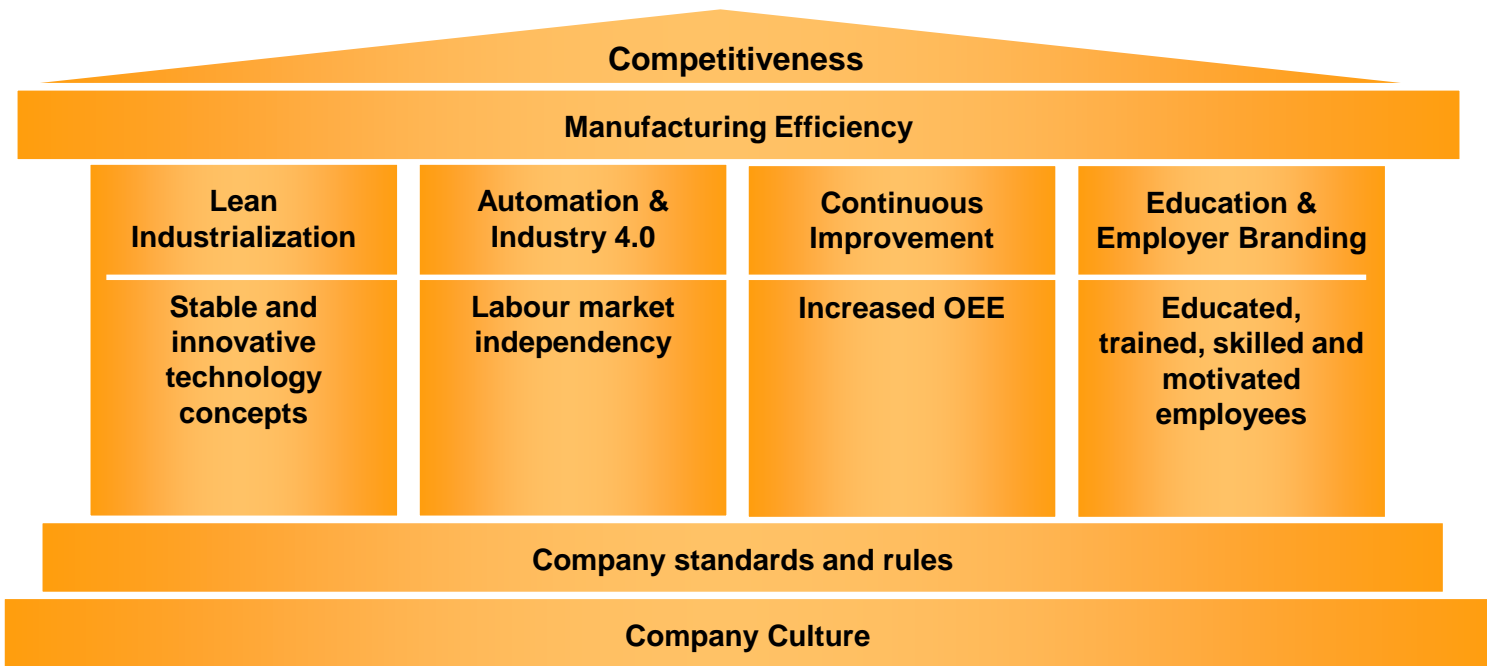 Competitiveness
Manufacturing Efficiency
Lean
Industrialization
Stable and
innovative
technology
concepts
Automation &
Industry 4.0
Labour market
independency
Continuous
Improvement
Increased OEE
Education &
Employer Branding
Educated,
trained, skilled and
motivated
employees
Company standards and rules
Company Culture